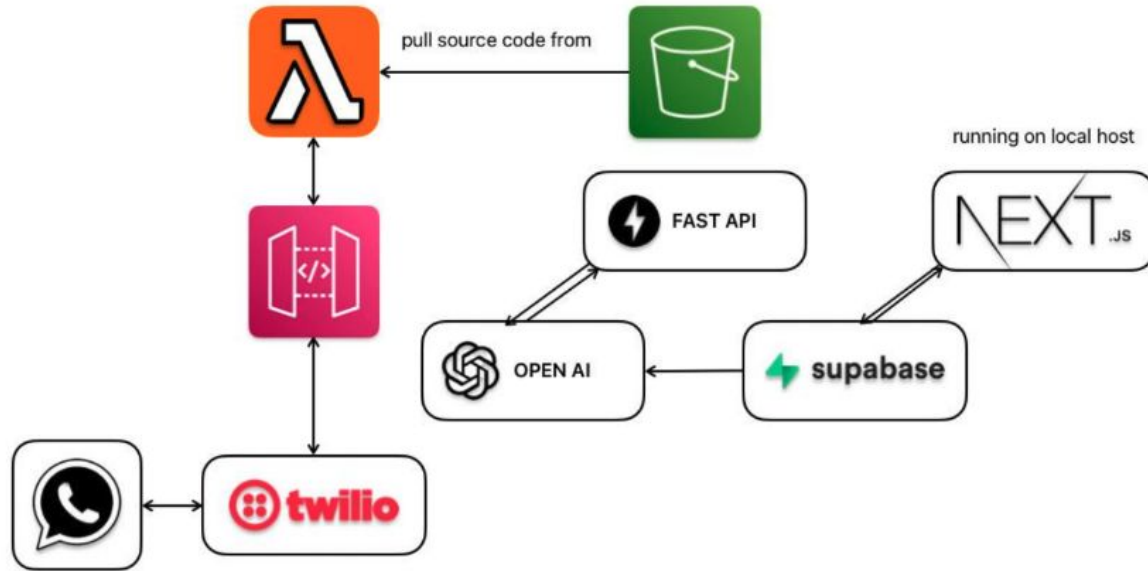 pull source code from
running on local host
FAST API
NEXT.JS
</>
OPEN AI
supabase
twilio